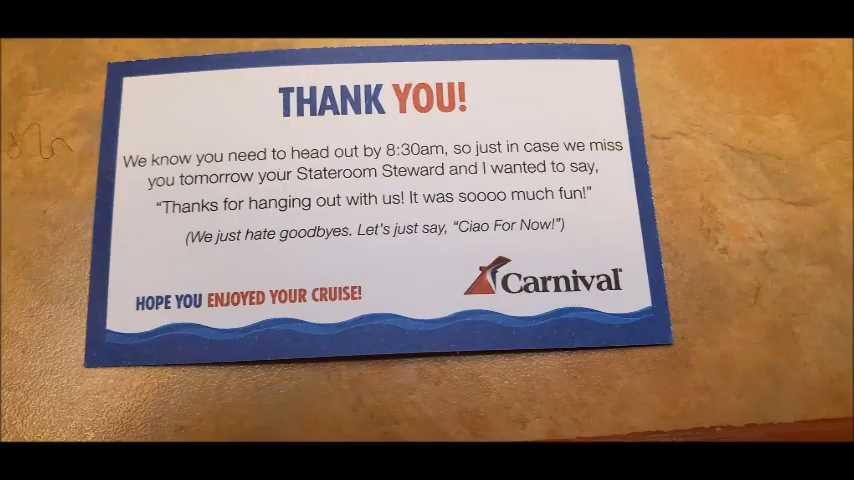 THANK YOU!
We know you need to head out by 8:30am, so just in case we miss
you tomorrow your Stateroom Steward and I wanted to say,
“Thanks for hanging out with us! It was soooo much fun!”
(We just hate goodbyes. Let’s just say, “Ciao For Now!”)
HOPE YOU ENJOYED YOUR CRUISE!
Carnival